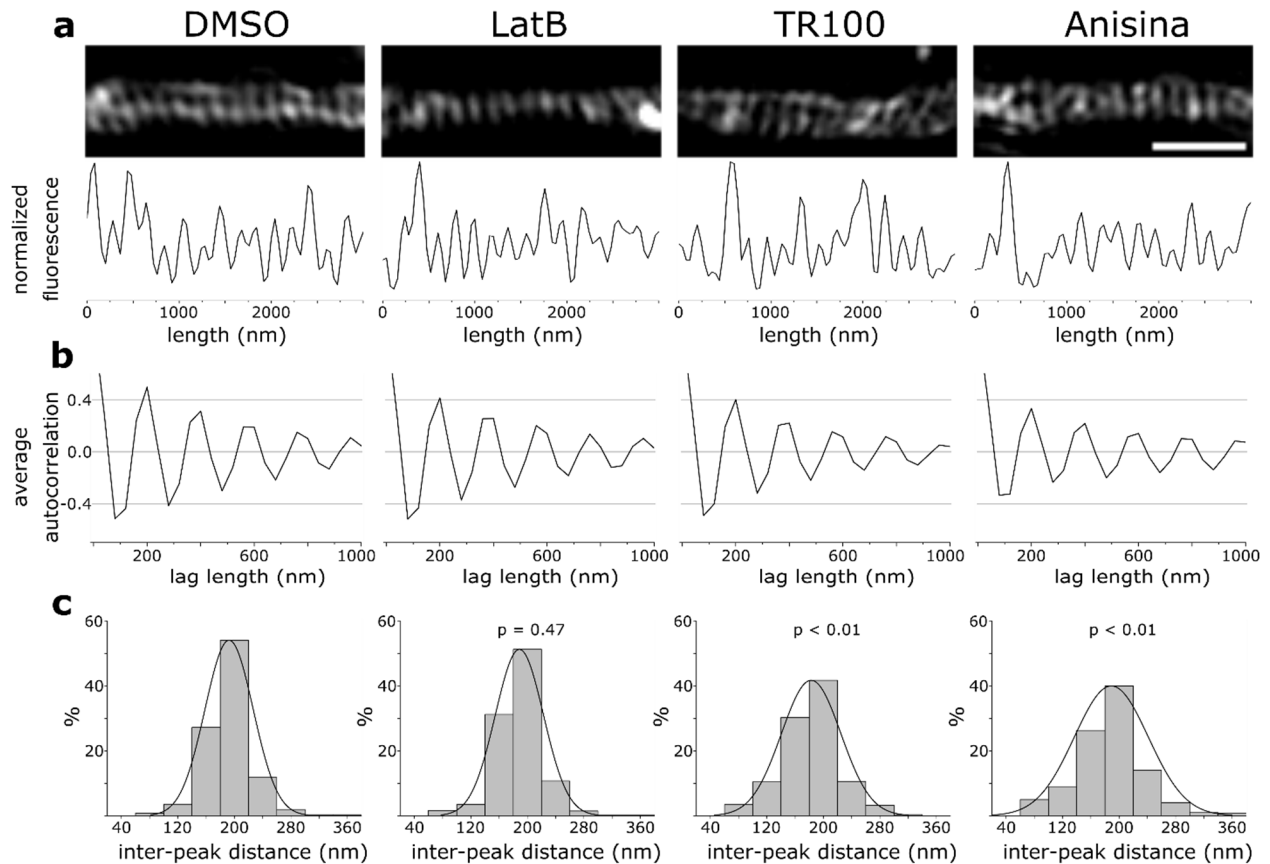 a DMSO LatB TR100 Anisina
normalized
fluorescence
0 1000 2000 0 1000 2000 0 1000 2000 0 1000 2000
length (nm) length (nm) length (nm) length (nm)
b
average
autocorrelation
0.4
0.0
-0.4
200 600 1000 200 600 1000 200 600 1000 200 600 1000
lag length (nm) lag length (nm) lag length (nm) lag length (nm)
c
60 60 60 60
p = 0.47 p < 0.01 p < 0.01
40 40 40 40
% % % %
20 20 20 20
40 120 200 280 360 40 120 200 280 360 40 120 200 280 360 40 120 200 280 360
inter-peak distance (nm) inter-peak distance (nm) inter-peak distance (nm) inter-peak distance (nm)